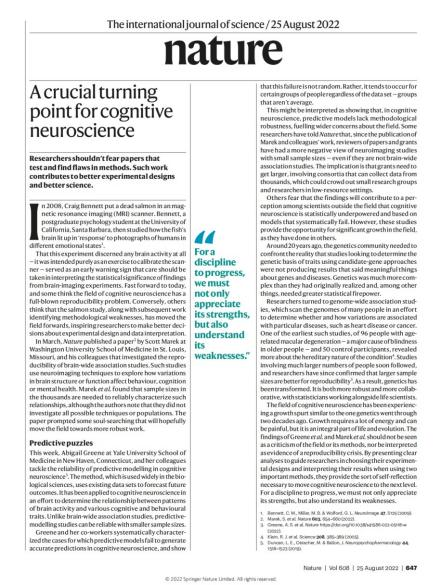 The international journal of science / 25 August 2022
nature
A crucial turning
point for cognitive
neuroscience
Researchers shouldn't fear papers that
test and find flaws in methods. Such work
contributes to better experimental designs
and better science.
In 2008, Craig Bennett put a dead salmon in an mag-
netic resonance imaging (MRI) scanner. Bennett, a
postgraduate psychology student at the University of
California, Santa Barbara, then studied how the fish's
brain lit up in 'response' to photographs of humans in
different emotional states¹.
That this experiment discerned any brain activity at all
— it was intended purely as an exercise to calibrate the scan-
ner — served as an early warning sign that care should be
taken in interpreting the statistical significance of findings
from brain-imaging experiments. Fast forward to today,
and some think the field of cognitive neuroscience has a
full-blown reproducibility problem. Conversely, others
think that the salmon study, along with subsequent work
identifying methodological weaknesses, has moved the
field forwards, inspiring researchers to make better deci-
sions about experimental design and data interpretation.
In March, Nature published a paper² by Scott Marek at
Washington University School of Medicine in St. Louis,
Missouri, and his colleagues that investigated the repro-
ducibility of brain-wide association studies. Such studies
use neuroimaging techniques to explore how variations
in brain structure or function affect behaviour, cognition
or mental health. Marek et al. found that sample sizes in
the thousands are needed to reliably characterize such
relationships, although the authors note that they did not
investigate all possible techniques or populations. The
paper prompted some soul-searching that will hopefully
move the field towards more robust work.
Predictive puzzles
This week, Abigail Greene at Yale University School of
Medicine in New Haven, Connecticut, and her colleagues
tackle the reliability of predictive modelling in cognitive
neuroscience³. The method, which is used widely in the bio-
logical sciences, uses existing data sets to forecast future
outcomes. It has been applied to cognitive neuroscience in
an effort to determine the relationship between patterns
of brain activity and various cognitive and behavioural
traits. Unlike brain-wide association studies, predictive-
modelling studies can be reliable with smaller sample sizes.
Greene and her co-workers systematically character-
ized the cases for which predictive models fail to generate
accurate predictions in cognitive neuroscience, and show
“
For a
discipline
to progress,
we must
not only
appreciate
its strengths,
but also
understand
its
weaknesses.”
that this failure is not random. Rather, it tends to occur for
certain groups of people regardless of the data set — groups
that aren't average.
This might be interpreted as showing that, in cognitive
neuroscience, predictive models lack methodological
robustness, fuelling wider concerns about the field. Some
researchers have told Nature that, since the publication of
Marek and colleagues' work, reviewers of papers and grants
have had a more negative view of neuroimaging studies
with small sample sizes — even if they are not brain-wide
association studies. The implication is that grants need to
get larger, involving consortia that can collect data from
thousands, which could crowd out small research groups
and researchers in low-resource settings.
Others fear that the findings will contribute to a per-
ception among scientists outside the field that cognitive
neuroscience is statistically underpowered and based on
models that systematically fail. However, these studies
provide the opportunity for significant growth in the field,
as they have done in others.
Around 20 years ago, the genetics community needed to
confront the reality that studies looking to determine the
genetic basis of traits using candidate-gene approaches
were not producing results that said meaningful things
about genes and diseases. Genetics was much more com-
plex than they had originally realized and, among other
things, needed greater statistical firepower.
Researchers turned to genome-wide association stud-
ies, which scan the genomes of many people in an effort
to determine whether and how variations are associated
with particular diseases, such as heart disease or cancer.
One of the earliest such studies, of 96 people with age-
related macular degeneration — a major cause of blindness
in older people — and 50 control participants, revealed
more about the hereditary nature of the condition⁴. Studies
involving much larger numbers of people soon followed,
and researchers have since confirmed that larger sample
sizes are better for reproducibility⁵. As a result, genetics has
been transformed. It is both more robust and more collab-
orative, with statisticians working alongside life scientists.
The field of cognitive neuroscience has been experienc-
ing a growth spurt similar to the one genetics went through
two decades ago. Growth requires a lot of energy and can
be painful, but it is an integral part of life and evolution. The
findings of Greene et al. and Marek et al. should not be seen
as a criticism of the field or its methods, nor be interpreted
as evidence of a reproducibility crisis. By presenting clear
analyses to guide researchers in choosing their experimen-
tal designs and interpreting their results when using two
important methods, they provide the sort of self-reflection
necessary to move cognitive neuroscience to the next level.
For a discipline to progress, we must not only appreciate
its strengths, but also understand its weaknesses.
1. Bennett, C. M., Miller, M. B. & Wolford, G. L. NeuroImage 47, S125 (2009).
2. Marek, S. et al. Nature 603, 654–660 (2022).
3. Greene, A. S. et al. Nature https://doi.org/10.1038/s41586-022-05118-w
(2022).
4. Klein, R. J. et al. Science 308, 385–389 (2005).
5. Duncan, L. E., Ostacher, M. & Ballon, J. Neuropsychopharmacology 44,
1518–1523 (2019).
Nature | Vol 608 | 25 August 2022 | 647
© 2022 Springer Nature Limited. All rights reserved.